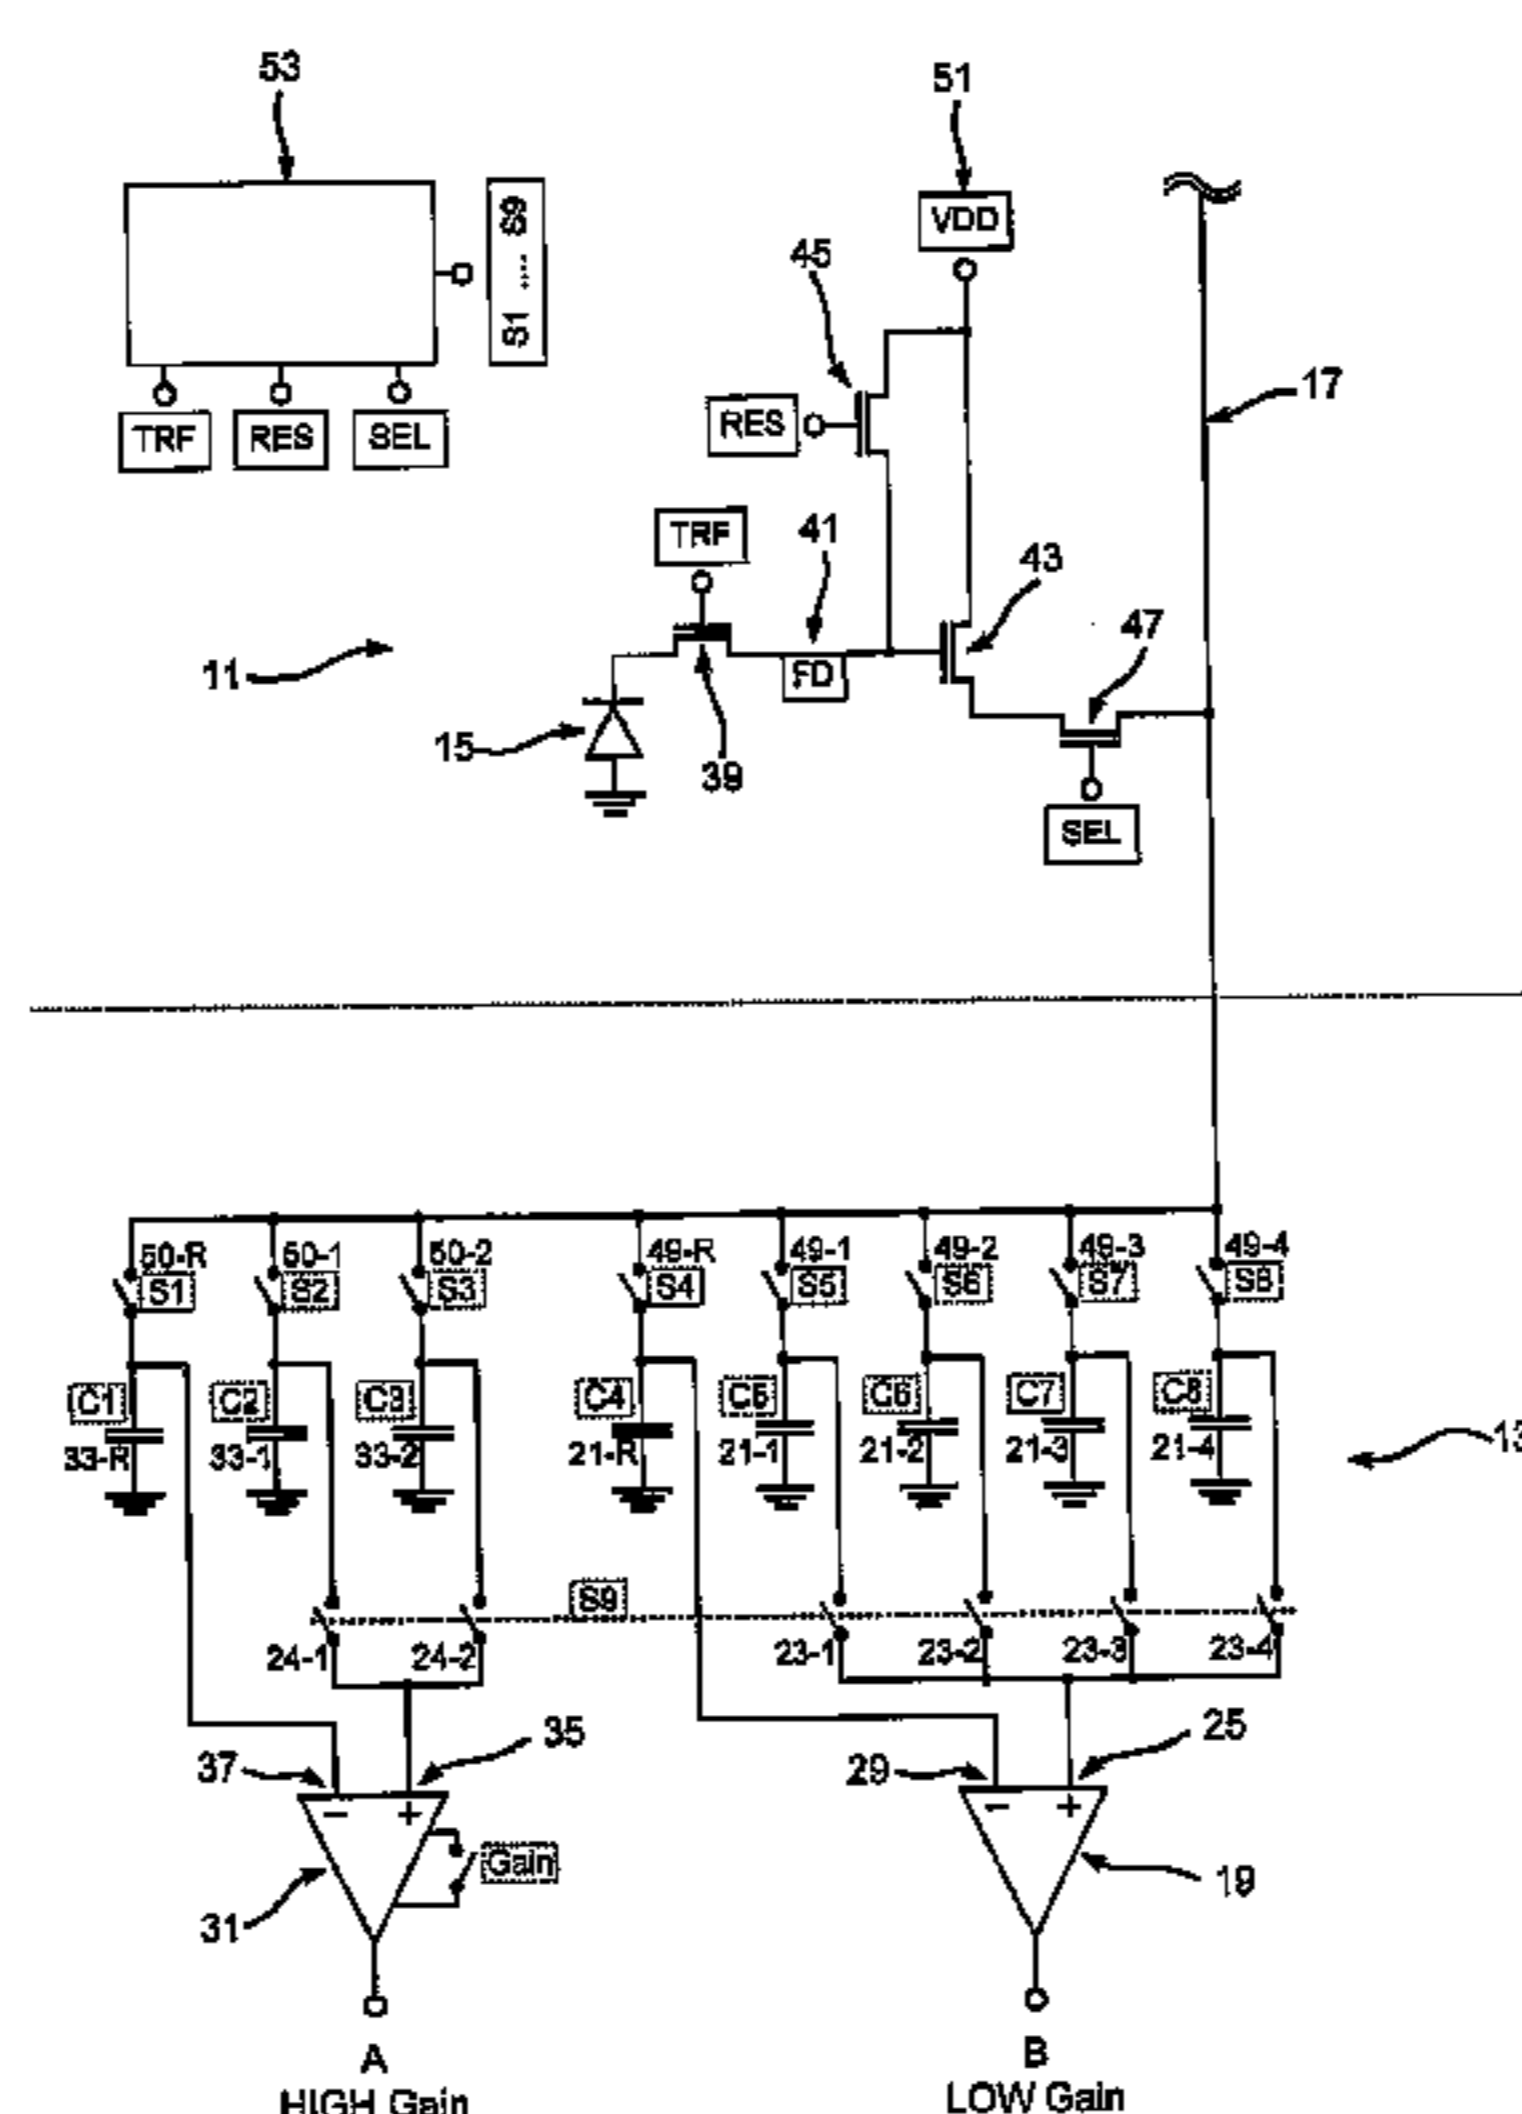 53
51
S1 .... S9
VDD
45
17
RES
TRF RES SEL
TRF
41
43
47
11
FD
15
39
SEL
50-R 50-1 50-2 49-R 49-1 49-2 49-3 49-4
S1 S2 S3 S4 S5 S6 S7 S8
C1 C2 C3 C4 C5 C6 C7 C8
33-R 33-1 33-2 21-R 21-1 21-2 21-3 21-4
13
S9
24-1 24-2 23-1 23-2 23-3 23-4
35
25
37
29
− +
− +
Gain
19
31
A
B
HIGH Gain
LOW Gain